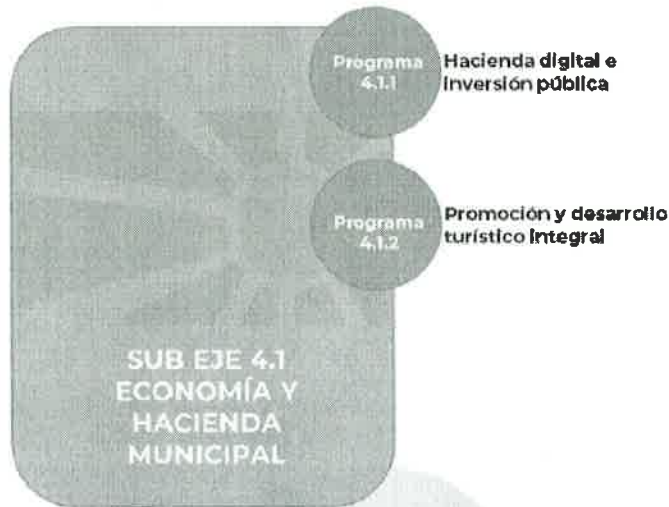 Programa
4.1.1
Hacienda digital e
Inversión pública
Programa
4.1.2
Promoción y desarrollo
turístico Integral
SUB EJE 4.1
ECONOMÍA Y
HACIENDA
MUNICIPAL